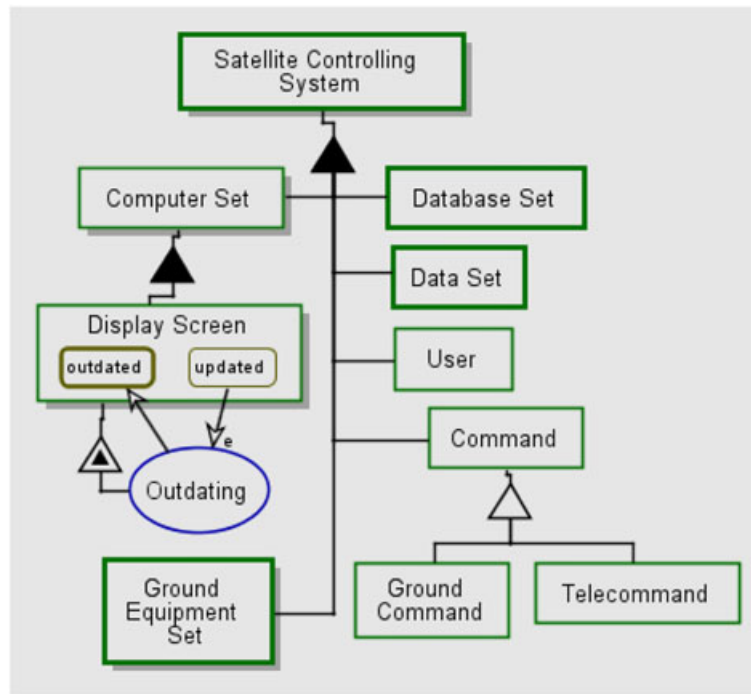 Satellite Controlling
System
Computer Set
Database Set
Data Set
Display Screen
outdated
updated
User
e
Command
Outdating
Ground
Equipment
Set
Ground
Command
Telecommand